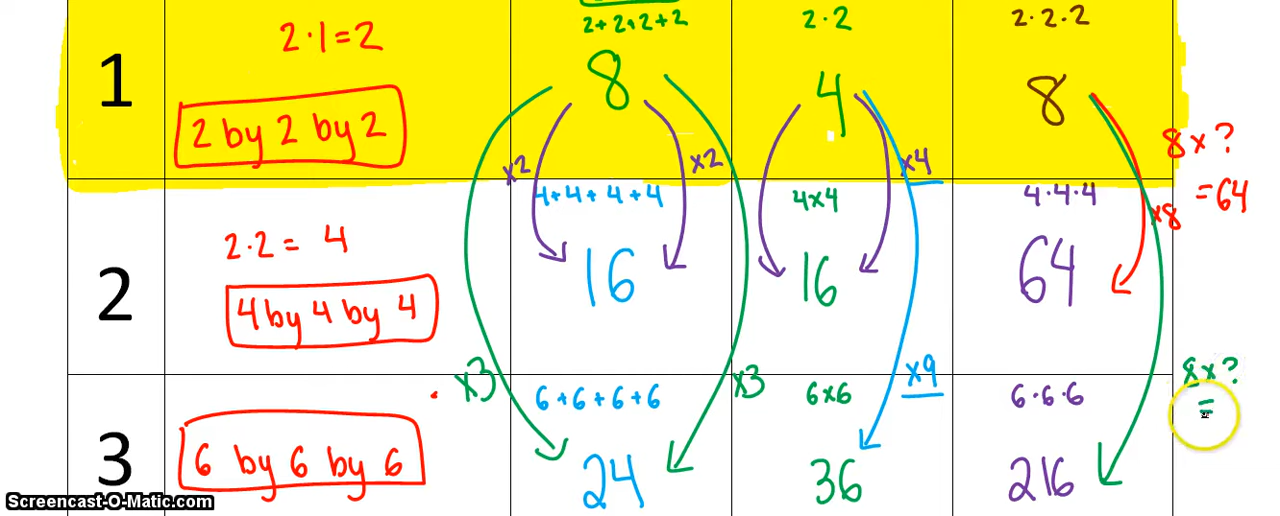 2+2+2+2
2·2
2·2·2
1
2·1=2
2 by 2 by 2
8
4
8
8x?
=64
x2
x2
x4
x8
2
2·2= 4
4 by 4 by 4
4+4+4+4
16
4x4
16
4·4·4
64
x3
x3
x9
8x?
=
3
6 by 6 by 6
6+6+6+6
24
6x6
36
6·6·6
216
Screencast-O-Matic.com